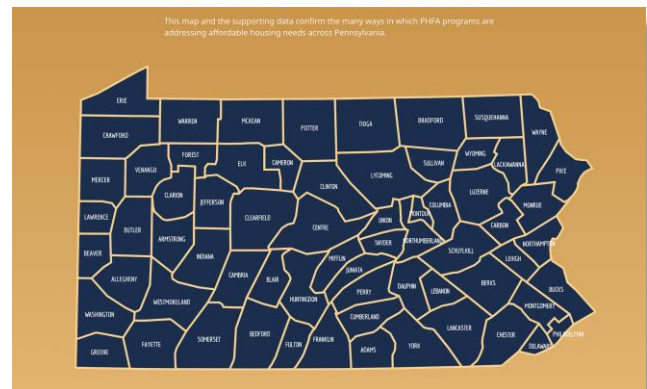 This map and the supporting data confirm the many ways in which PHFA programs are
addressing affordable housing needs across Pennsylvania.
ERIE
CRAWFORD
WARREN
MCKEAN
POTTER
TIOGA
BRADFORD
SUSQUEHANNA
WAYNE
FOREST
ELK
CAMERON
VENANGO
MERCER
SULLIVAN
WYOMING
LACKAWANNA
PIKE
LYCOMING
CLINTON
CLARION
JEFFERSON
CLEARFIELD
CENTRE
UNION
MONTOUR
COLUMBIA
LUZERNE
MONROE
LAWRENCE
BUTLER
ARMSTRONG
INDIANA
SNYDER
NORTHUMBERLAND
CARBON
NORTHAMPTON
BEAVER
ALLEGHENY
CAMBRIA
BLAIR
MIFFLIN
JUNIATA
SCHUYLKILL
LEHIGH
HUNTINGDON
PERRY
DAUPHIN
LEBANON
BERKS
BUCKS
WASHINGTON
WESTMORELAND
CUMBERLAND
MONTGOMERY
GREENE
FAYETTE
SOMERSET
BEDFORD
FULTON
FRANKLIN
ADAMS
YORK
LANCASTER
CHESTER
DELAWARE
PHILADELPHIA